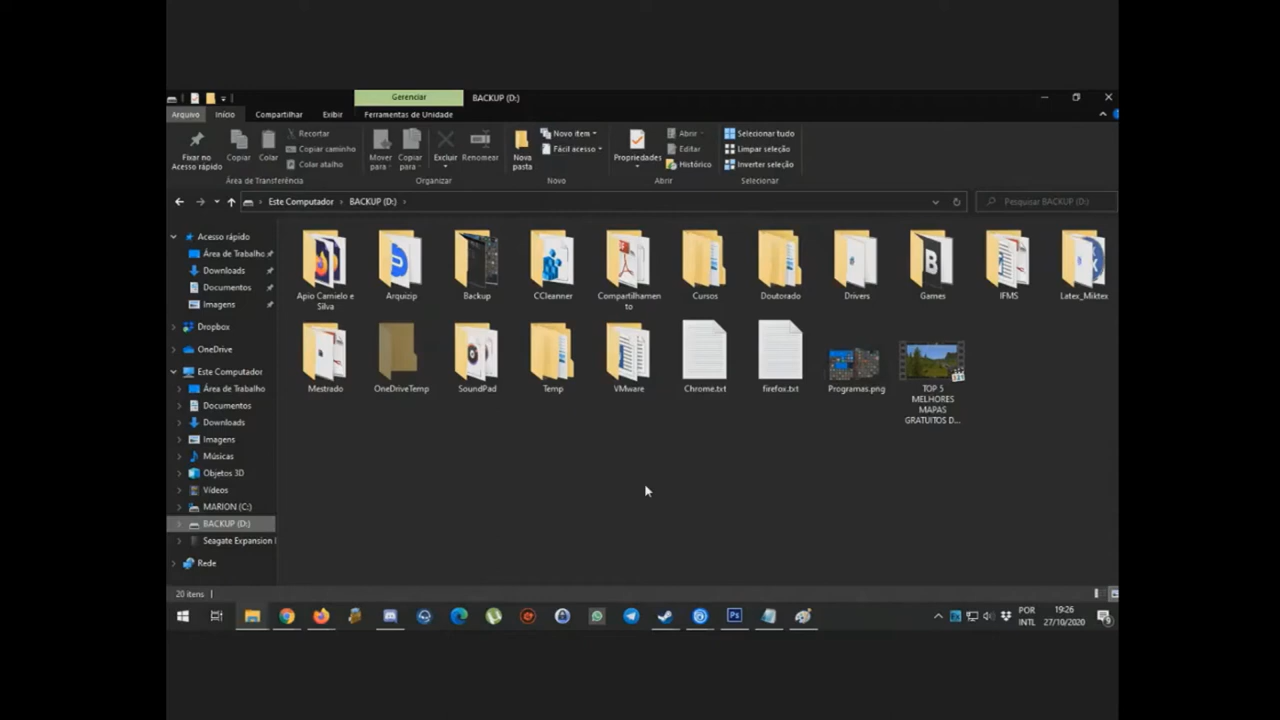 Gerenciar
BACKUP (D:)
Arquivo
Início
Compartilhar
Exibir
Ferramentas de Unidade
Fixar no
Acesso rápido
Copiar
Colar
Recortar
Copiar caminho
Colar atalho
Mover
para
Copiar
para
Excluir
Renomear
Nova
pasta
Novo item
Fácil acesso
Propriedades
Abrir
Editar
Histórico
Selecionar tudo
Limpar seleção
Inverter seleção
Área de Transferência
Organizar
Novo
Abrir
Selecionar
Este Computador
BACKUP (D:)
Pesquisar BACKUP (D:)
Acesso rápido
Área de Trabalho
Downloads
Documentos
Imagens
Dropbox
OneDrive
Este Computador
Área de Trabalho
Documentos
Downloads
Imagens
Músicas
Objetos 3D
Vídeos
MARION (C:)
BACKUP (D:)
Seagate Expansion
Rede
Apio Carnielo e
Silva
Arquizip
Backup
CCleanner
Compartilhamen
to
Cursos
Doutorado
Drivers
Games
IFMS
Latex_Miktex
Mestrado
OneDriveTemp
SoundPad
Temp
VMware
Chrome.txt
firefox.txt
Programas.png
TOP 5
MELHORES
MAPAS
GRATUITOS D...
20 itens
POR
INTL
19:26
27/10/2020